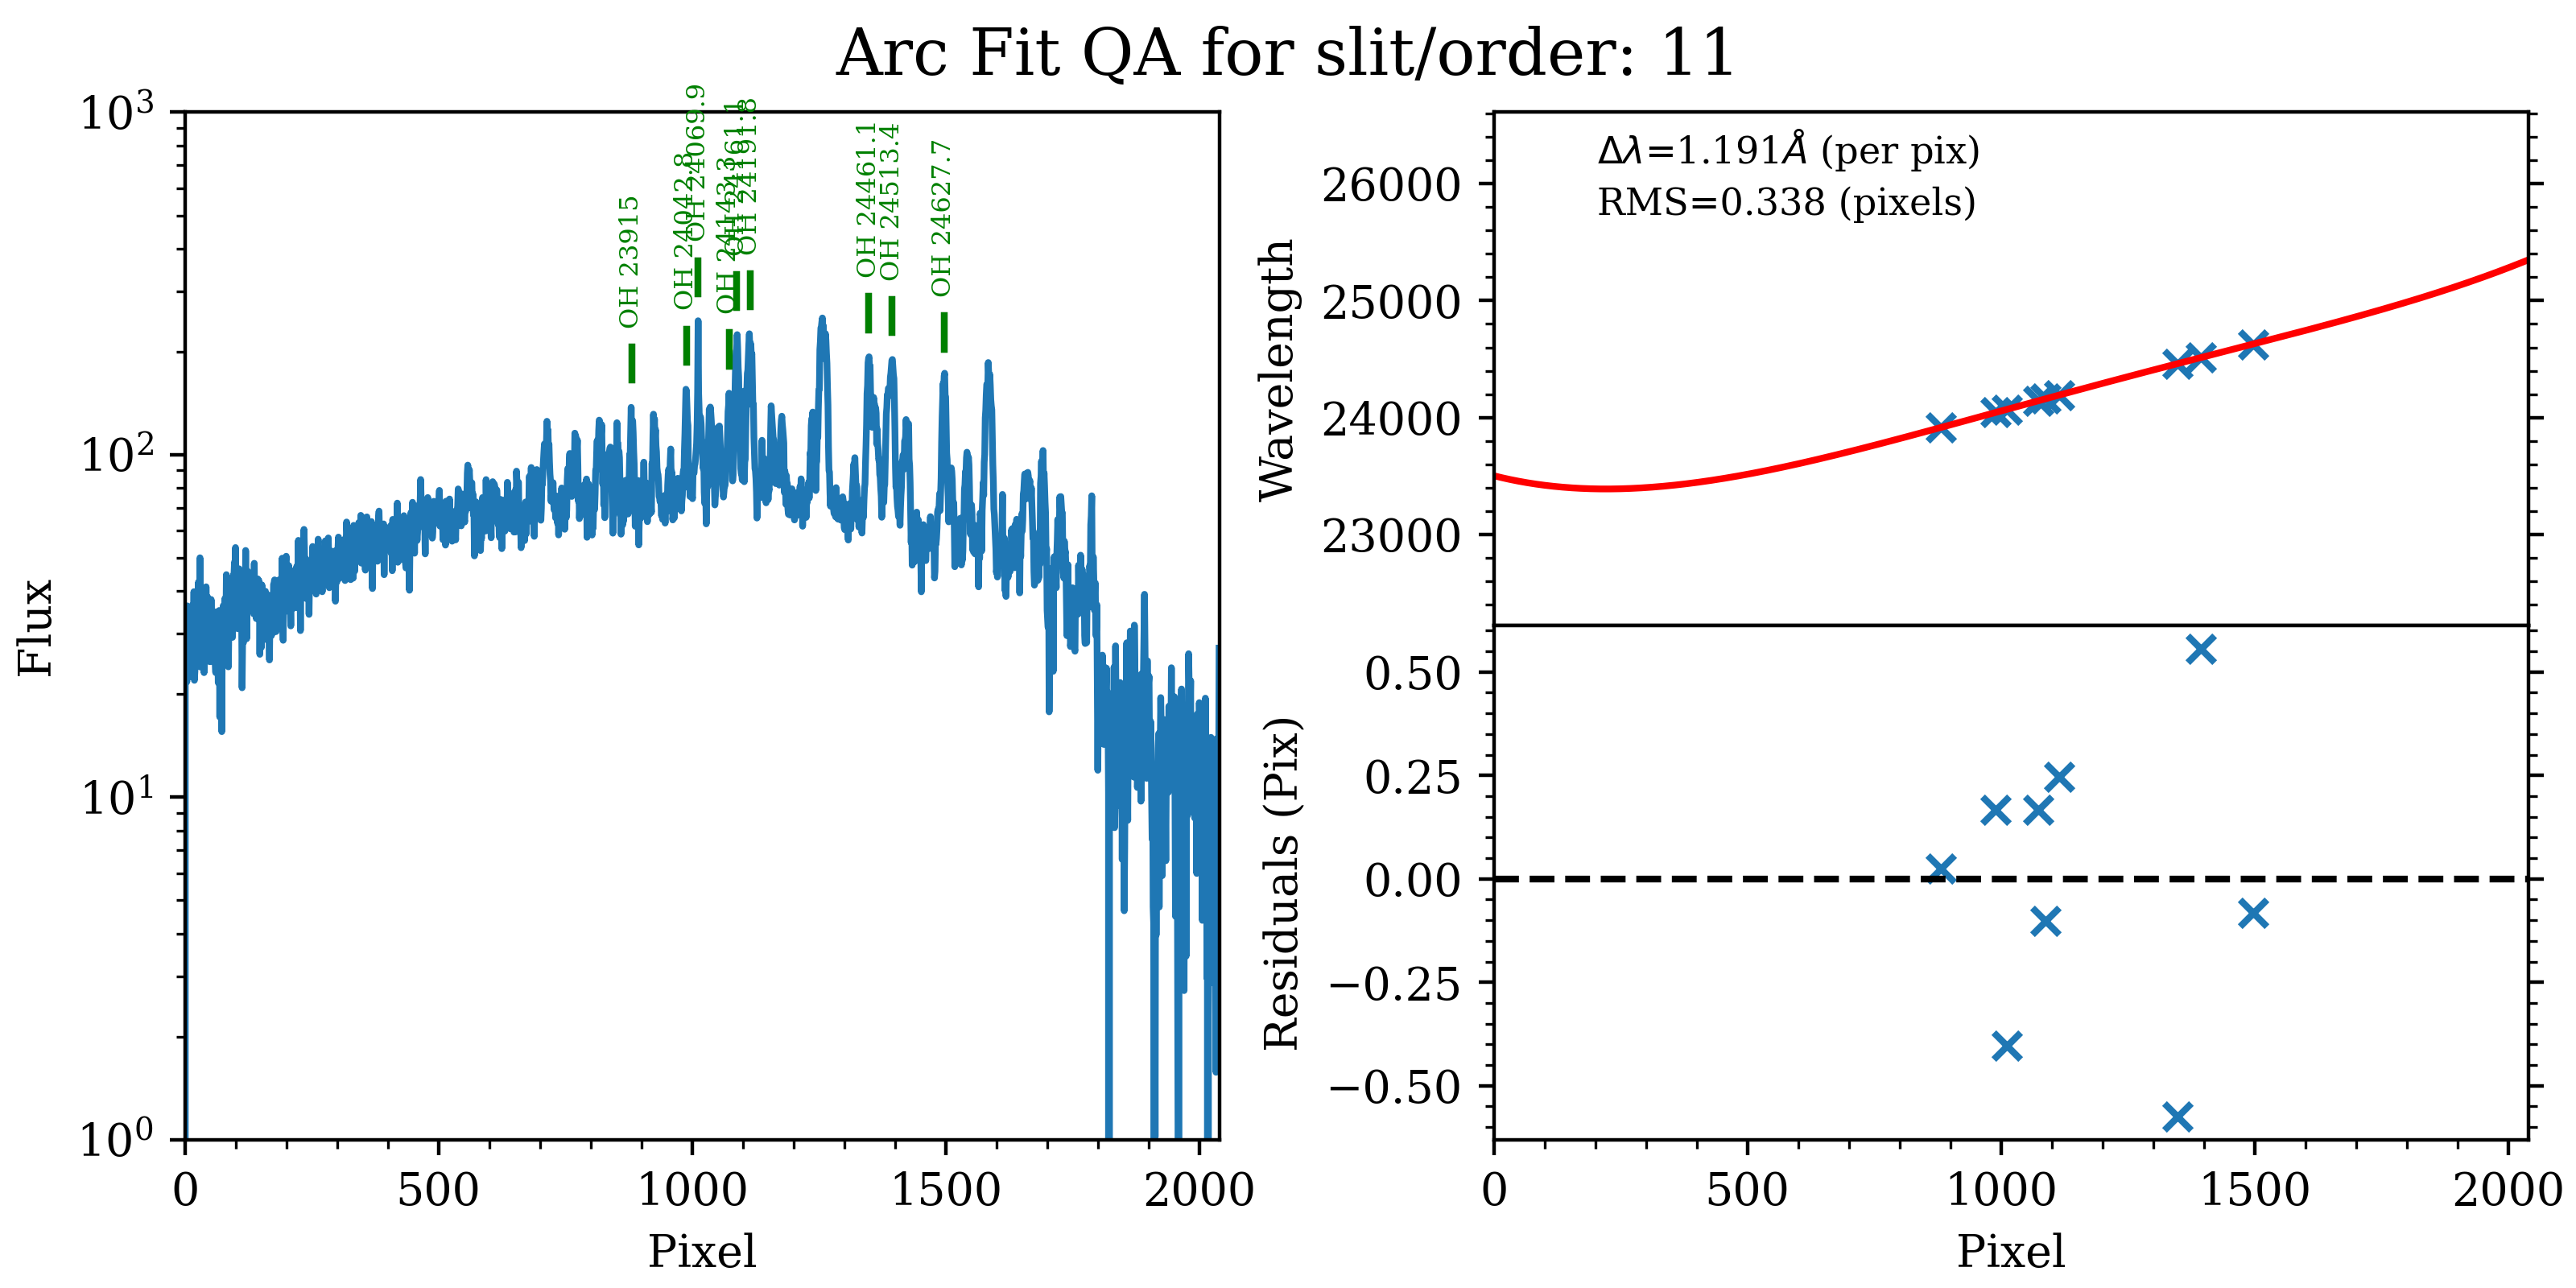 Arc Fit QA for slit/order: 11
10³
10²
10¹
10⁰
Flux
OH 23915
OH 24042.8
OH 24069.9
OH 24191.8
OH 24461.1
OH 24513.4
OH 24627.7
0
500
1000
1500
2000
Pixel
Δλ=1.191Å (per pix)
RMS=0.338 (pixels)
26000
25000
24000
23000
Wavelength
0.50
0.25
0.00
−0.25
−0.50
Residuals (Pix)
0
500
1000
1500
2000
Pixel